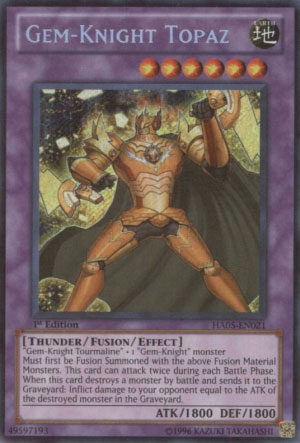 GEM-KNIGHT TOPAZ
EARTH
地
1st Edition
HA05-EN021
[THUNDER/FUSION/EFFECT]
"Gem-Knight Tourmaline" + 1 "Gem-Knight" monster
Must first be Fusion Summoned with the above Fusion Material
Monsters. This card can attack twice during each Battle Phase.
When this card destroys a monster by battle and sends it to the
Graveyard: Inflict damage to your opponent equal to the ATK of
the destroyed monster in the Graveyard.
ATK/1800 DEF/1800
©1996 KAZUKI TAKAHASHI